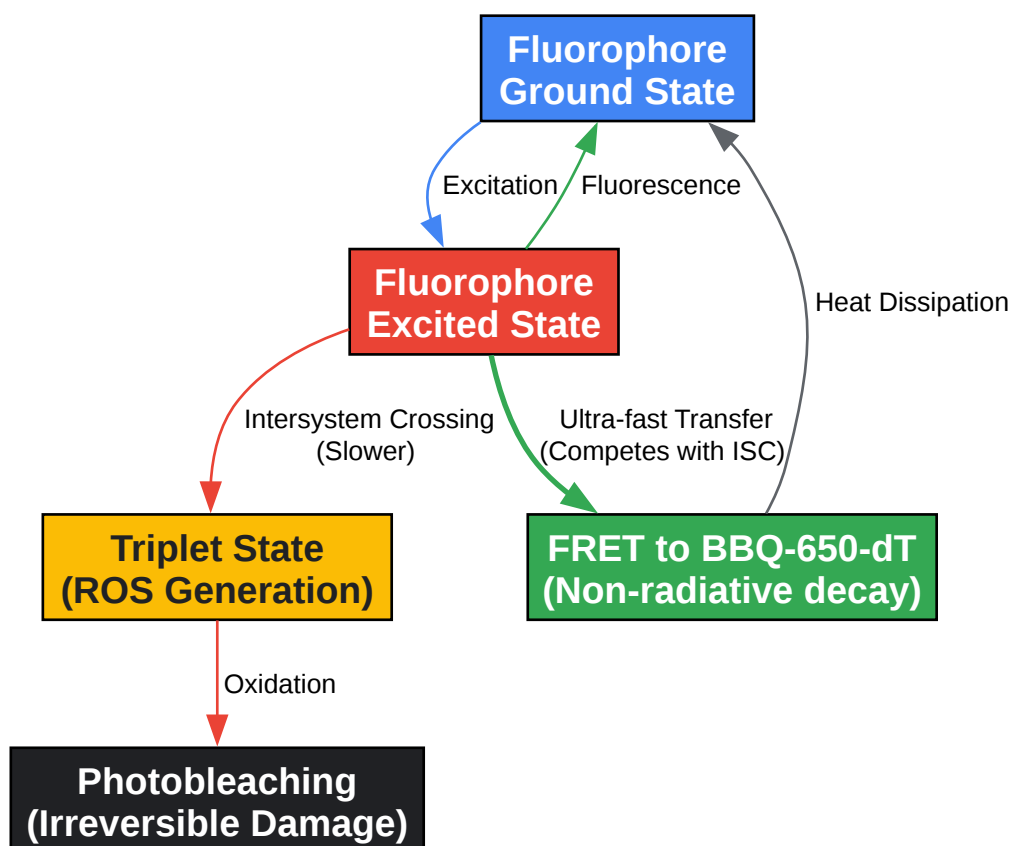 Fluorophore
Ground State
Excitation
Fluorescence
Fluorophore
Excited State
Heat Dissipation
Intersystem Crossing
(Slower)
Ultra-fast Transfer
(Competes with ISC)
Triplet State
(ROS Generation)
FRET to BBQ-650-dT
(Non-radiative decay)
Oxidation
Photobleaching
(Irreversible Damage)